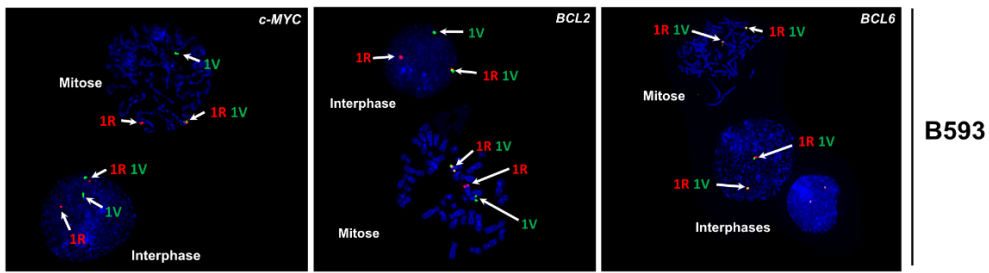 c-MYC
1V
Mitose
1R
1R 1V
1R 1V
1V
1R
Interphase
BCL2
1V
1R
1R 1V
Interphase
1R 1V
1R
1V
Mitose
BCL6
1R 1V
1R 1V
Mitose
1R 1V
1R 1V
Interphases
B593